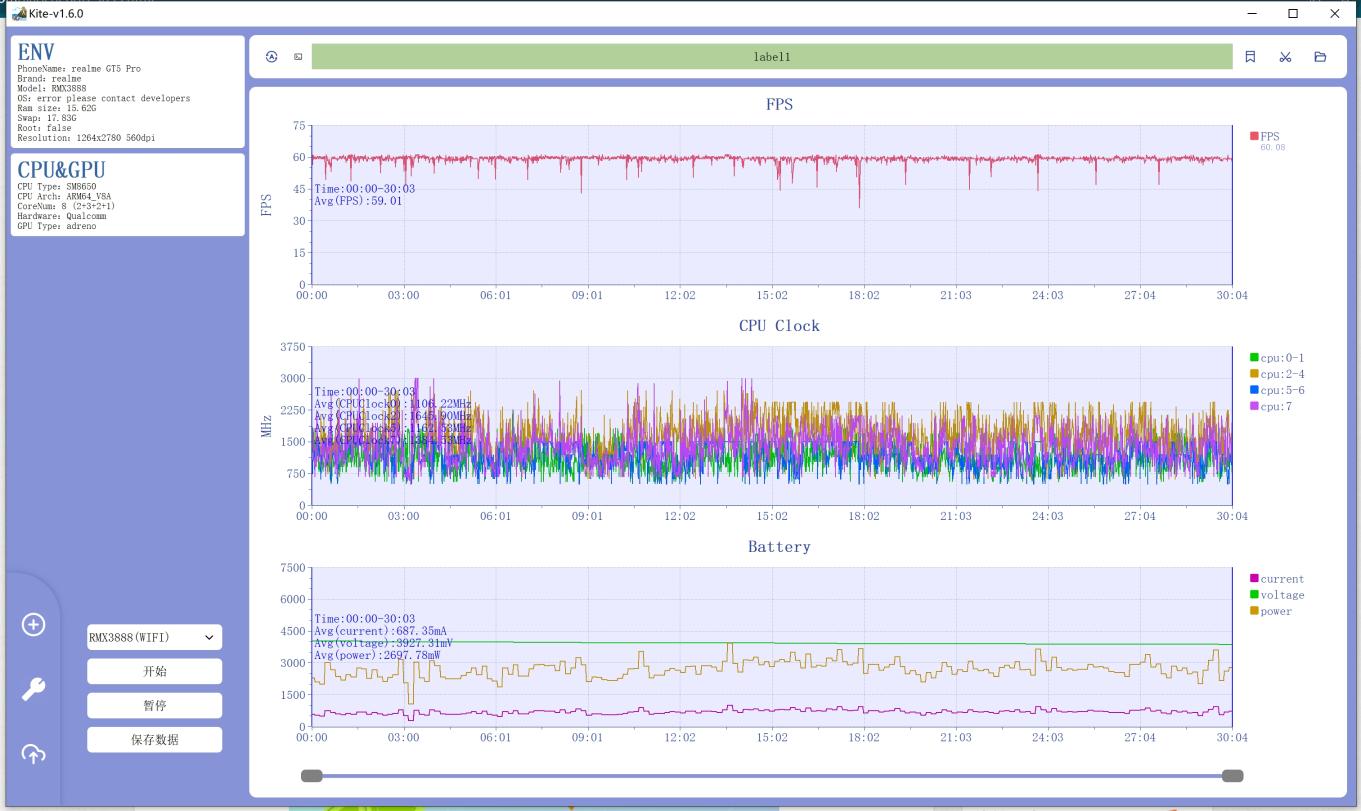 Kite-v1.6.0
ENV
PhoneName: realme GT5 Pro
Brand: realme
Model: RMX3888
OS: error please contact developers
Ram size: 15.62G
Swap: 17.83G
Root: false
Resolution: 1264x2780 560dpi
CPU&GPU
CPU Type: SM8650
CPU Arch: ARM64_V8A
CoreNum: 8 (2+3+2+1)
Hardware: Qualcomm
GPU Type: adreno
RMX3888(WIFI)
开始
暂停
保存数据
label1
FPS
75
60
45
30
15
0
FPS
Time:00:00-30:03
Avg(FPS):59.01
00:00 03:00 06:01 09:01 12:02 15:02 18:02 21:03 24:03 27:04 30:04
FPS
60.08
CPU Clock
3750
3000
2250
1500
750
0
MHz
Time:00:00-30:03
Avg(CPUClock0):1106.22MHz
Avg(CPUClock2):1645.90MHz
Avg(CPUClock5):1162.53MHz
Avg(CPUClock7):1384.53MHz
00:00 03:00 06:01 09:01 12:02 15:02 18:02 21:03 24:03 27:04 30:04
cpu:0-1
cpu:2-4
cpu:5-6
cpu:7
Battery
7500
6000
4500
3000
1500
0
Time:00:00-30:03
Avg(current):687.35mA
Avg(voltage):3927.31mV
Avg(power):2697.78mW
00:00 03:00 06:01 09:01 12:02 15:02 18:02 21:03 24:03 27:04 30:04
current
voltage
power